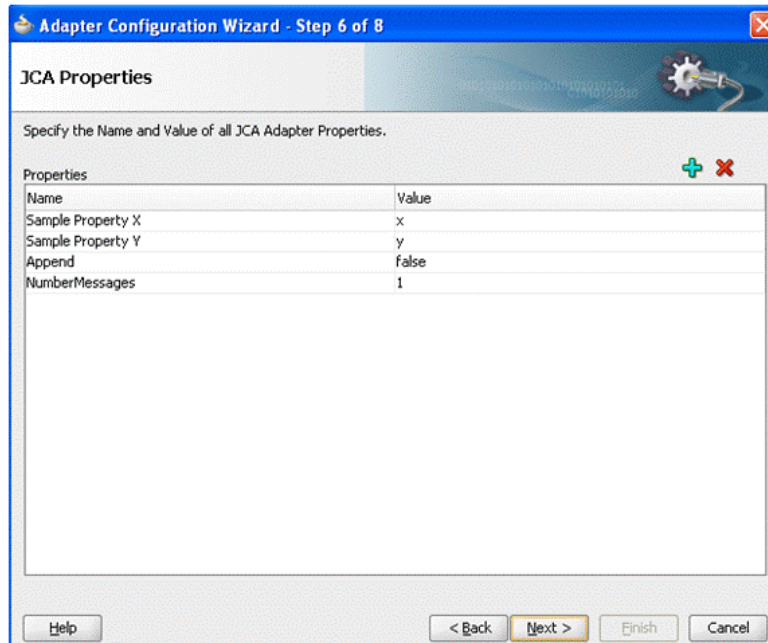 Adapter Configuration Wizard - Step 6 of 8
JCA Properties
Specify the Name and Value of all JCA Adapter Properties.
Properties
Name Value
Sample Property X x
Sample Property Y y
Append false
NumberMessages 1
Help < Back Next > Finish Cancel